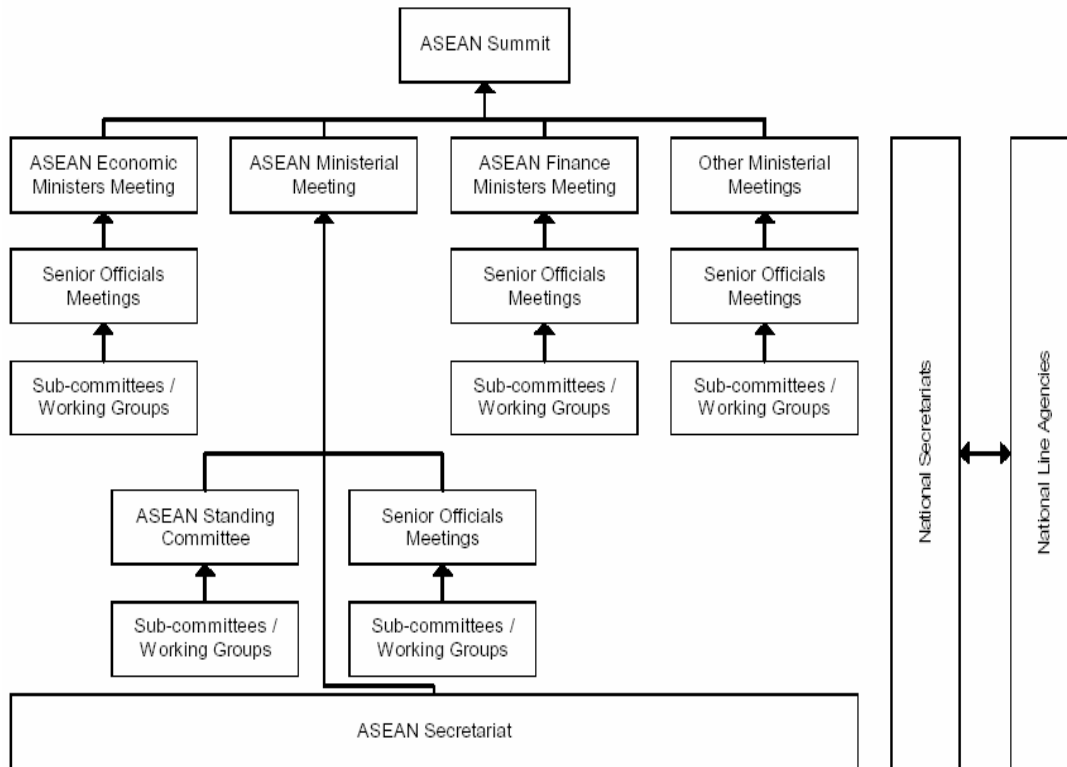 ASEAN Summit
ASEAN Economic
Ministers Meeting
ASEAN Ministerial
Meeting
ASEAN Finance
Ministers Meeting
Other Ministerial
Meetings
Senior Officials
Meetings
Senior Officials
Meetings
Senior Officials
Meetings
Sub-committees /
Working Groups
Sub-committees /
Working Groups
Sub-committees /
Working Groups
ASEAN Standing
Committee
Senior Officials
Meetings
Sub-committees /
Working Groups
Sub-committees /
Working Groups
ASEAN Secretariat
National Secretariats
National Line Agencies